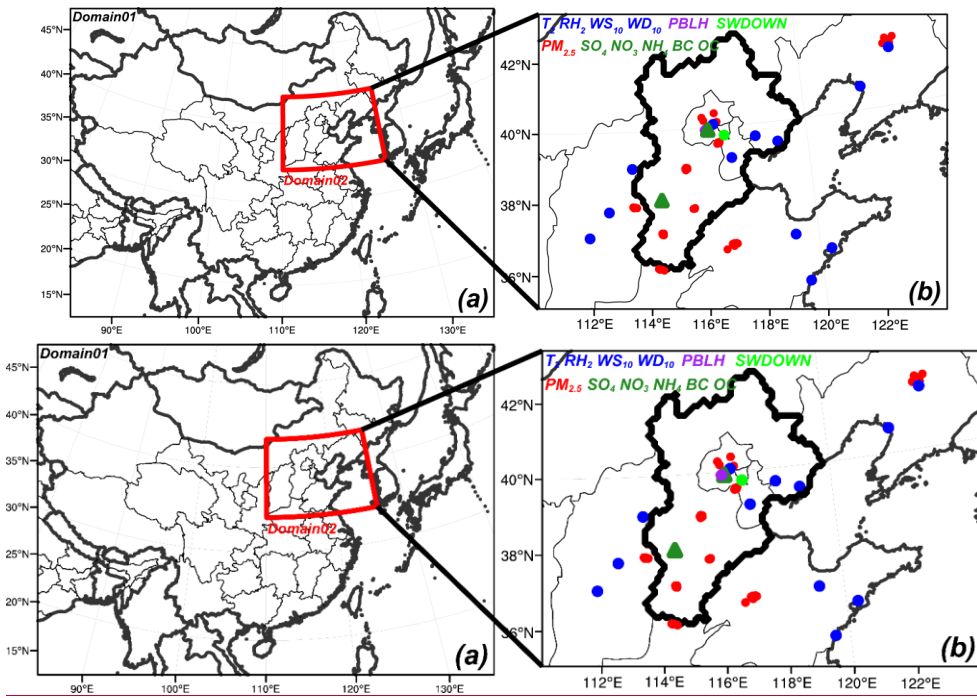 Domain01
45°N
40°N
35°N
30°N
25°N
20°N
15°N
90°E 100°E 110°E 120°E 130°E
Domain02
(a)
T₂ RH₂ WS₁₀ WD₁₀ PBLH SWDOWN
PM₂.₅ SO₄ NO₃ NH₄ BC OC
42°N
40°N
38°N
36°N
112°E 114°E 116°E 118°E 120°E 122°E
(b)
Domain01
45°N
40°N
35°N
30°N
25°N
20°N
15°N
90°E 100°E 110°E 120°E 130°E
Domain02
(a)
T₂ RH₂ WS₁₀ WD₁₀ PBLH SWDOWN
PM₂.₅ SO₄ NO₃ NH₄ BC OC
42°N
40°N
38°N
36°N
112°E 114°E 116°E 118°E 120°E 122°E
(b)